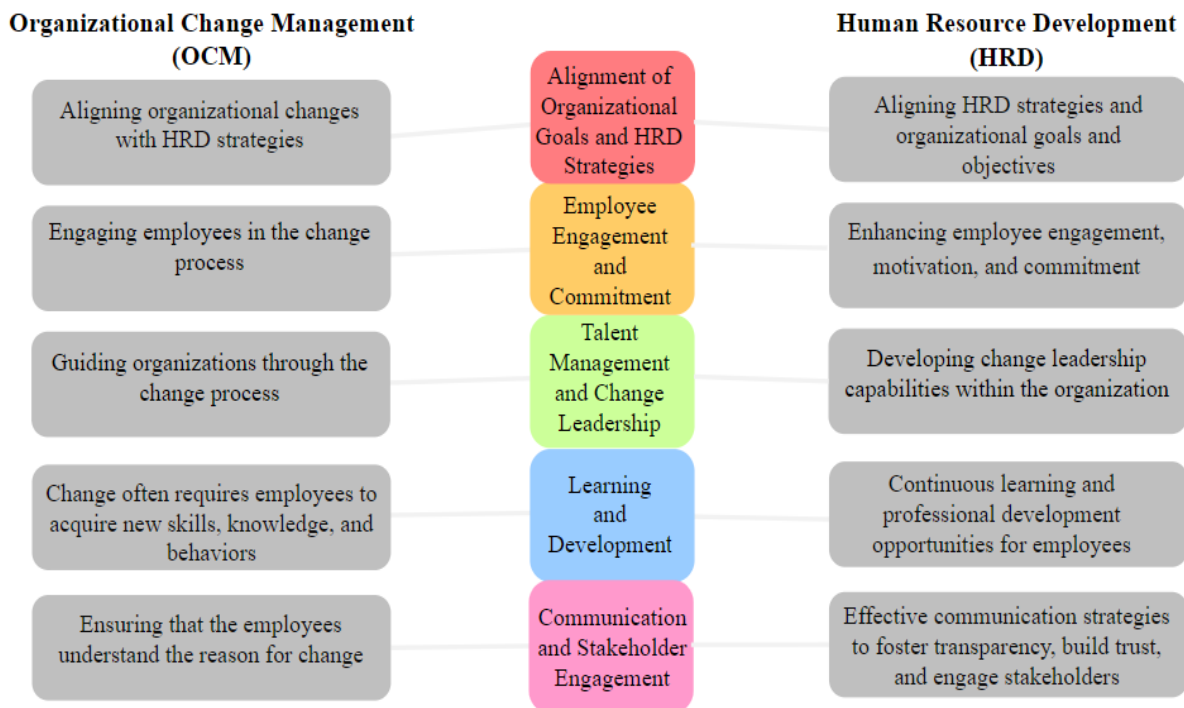 Organizational Change Management
(OCM)
Human Resource Development
(HRD)
Aligning organizational changes
with HRD strategies
Alignment of
Organizational
Goals and HRD
Strategies
Aligning HRD strategies and
organizational goals and
objectives
Engaging employees in the change
process
Employee
Engagement
and
Commitment
Enhancing employee engagement,
motivation, and commitment
Guiding organizations through the
change process
Talent
Management
and Change
Leadership
Developing change leadership
capabilities within the organization
Change often requires employees to
acquire new skills, knowledge, and
behaviors
Learning
and
Development
Continuous learning and
professional development
opportunities for employees
Ensuring that the employees
understand the reason for change
Communication
and Stakeholder
Engagement
Effective communication strategies
to foster transparency, build trust,
and engage stakeholders